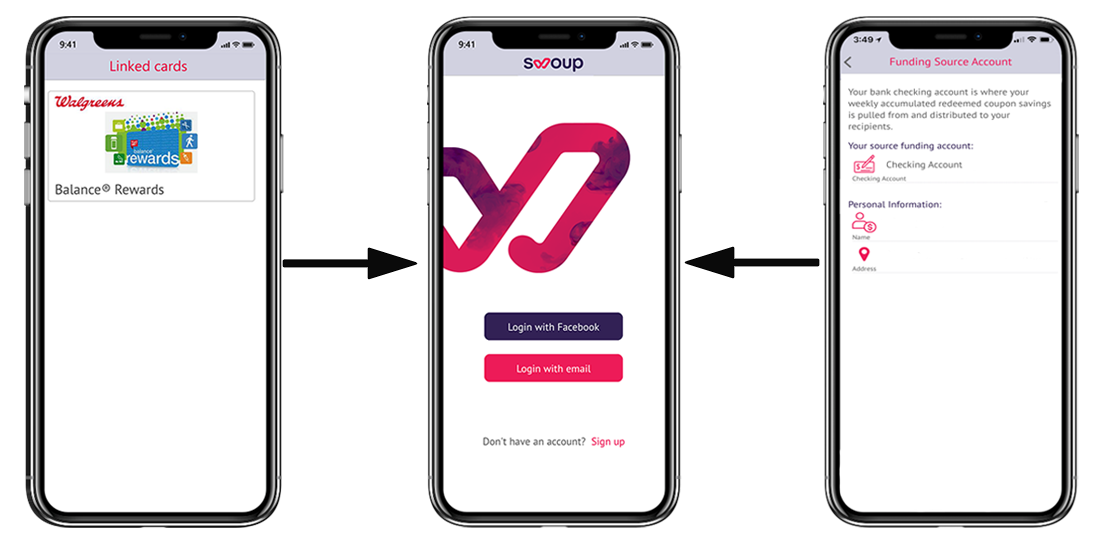 9:41
Linked cards
Walgreens
balance®
rewards
Balance® Rewards
9:41
swoup
Login with Facebook
Login with email
Don't have an account? Sign up
3:49
Funding Source Account
Your bank checking account is where your
weekly accumulated redeemed coupon savings
is pulled from and distributed to your
recipients.
Your source funding account:
Checking Account
Checking Account
Personal Information:
Name
Address